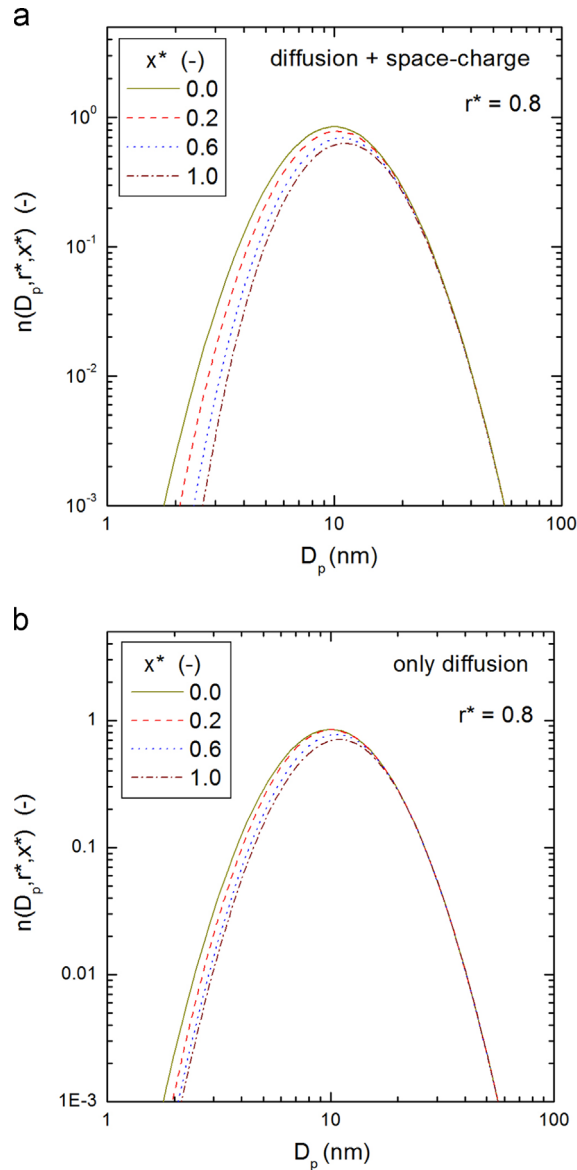 a
x* (-)
0.0
0.2
0.6
1.0
diffusion + space-charge
r* = 0.8
n(Dp,r*,x*) (-)
10^0
10^-1
10^-2
10^-3
1
10
100
Dp (nm)
b
x* (-)
0.0
0.2
0.6
1.0
only diffusion
r* = 0.8
n(Dp,r*,x*) (-)
1
0.1
0.01
1E-3
1
10
100
Dp (nm)